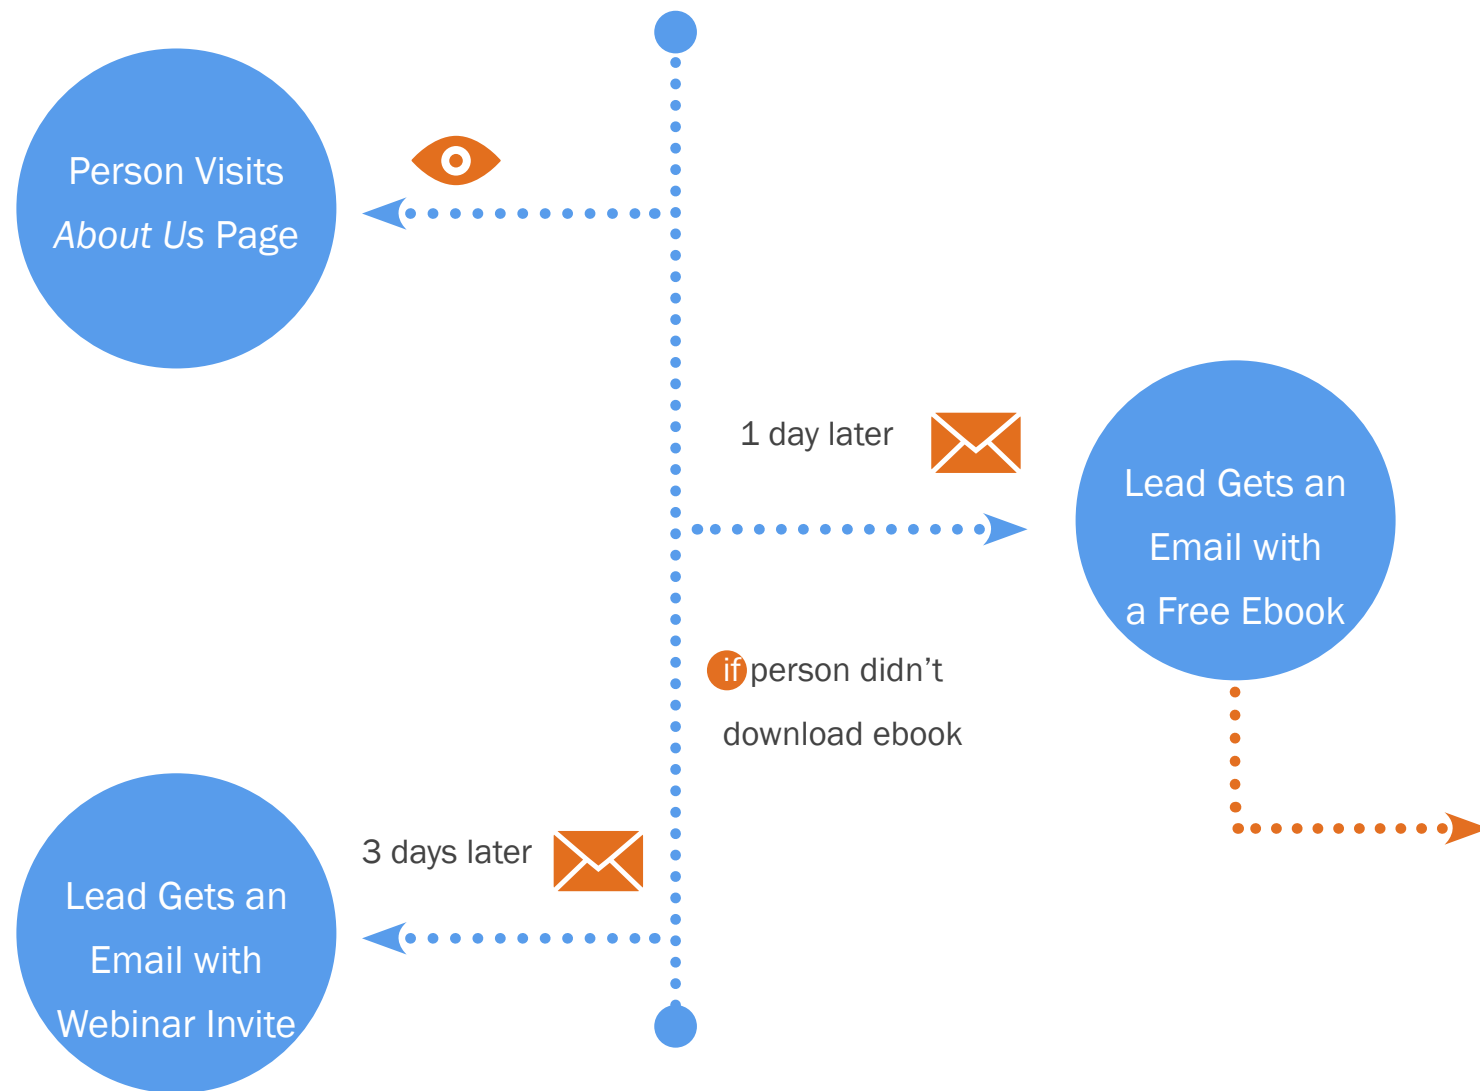 Person Visits
About Us Page
1 day later
Lead Gets an
Email with
a Free Ebook
if person didn’t
download ebook
3 days later
Lead Gets an
Email with
Webinar Invite